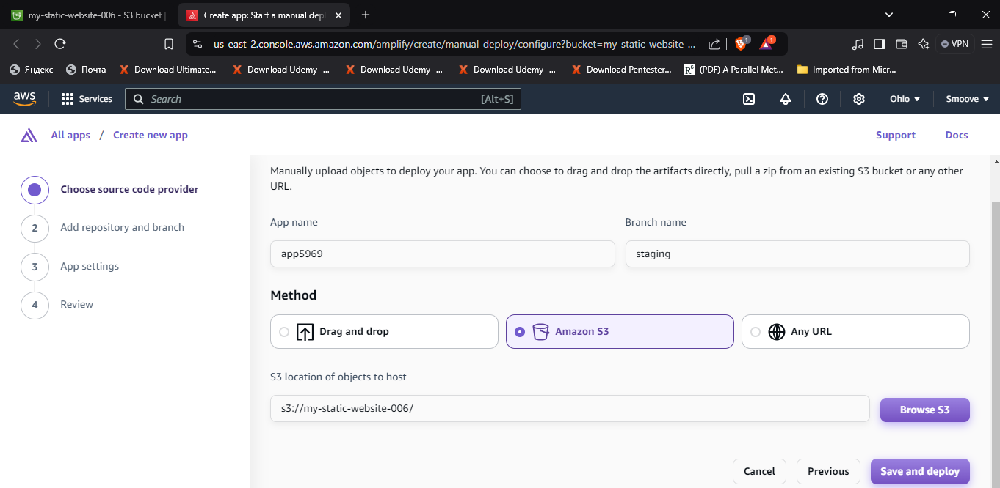 my-static-website-006 - S3 bucket
Create app: Start a manual depl
us-east-2.console.aws.amazon.com/amplify/create/manual-deploy/configure?bucket=my-static-website-...
1
1
VPN
Яндекс
Почта
Download Ultimate...
Download Udemy -...
Download Udemy -...
Download Udemy -...
Download Pentester...
(PDF) A Parallel Met...
Imported from Micr...
aws
Services
Search
[Alt+S]
Ohio
Smoove
All apps / Create new app
Support
Docs
Choose source code provider
2 Add repository and branch
3 App settings
4 Review
Manually upload objects to deploy your app. You can choose to drag and drop the artifacts directly, pull a zip from an existing S3 bucket or any other
URL.
App name
Branch name
app5969
staging
Method
Drag and drop
Amazon S3
Any URL
S3 location of objects to host
s3://my-static-website-006/
Browse S3
Cancel
Previous
Save and deploy